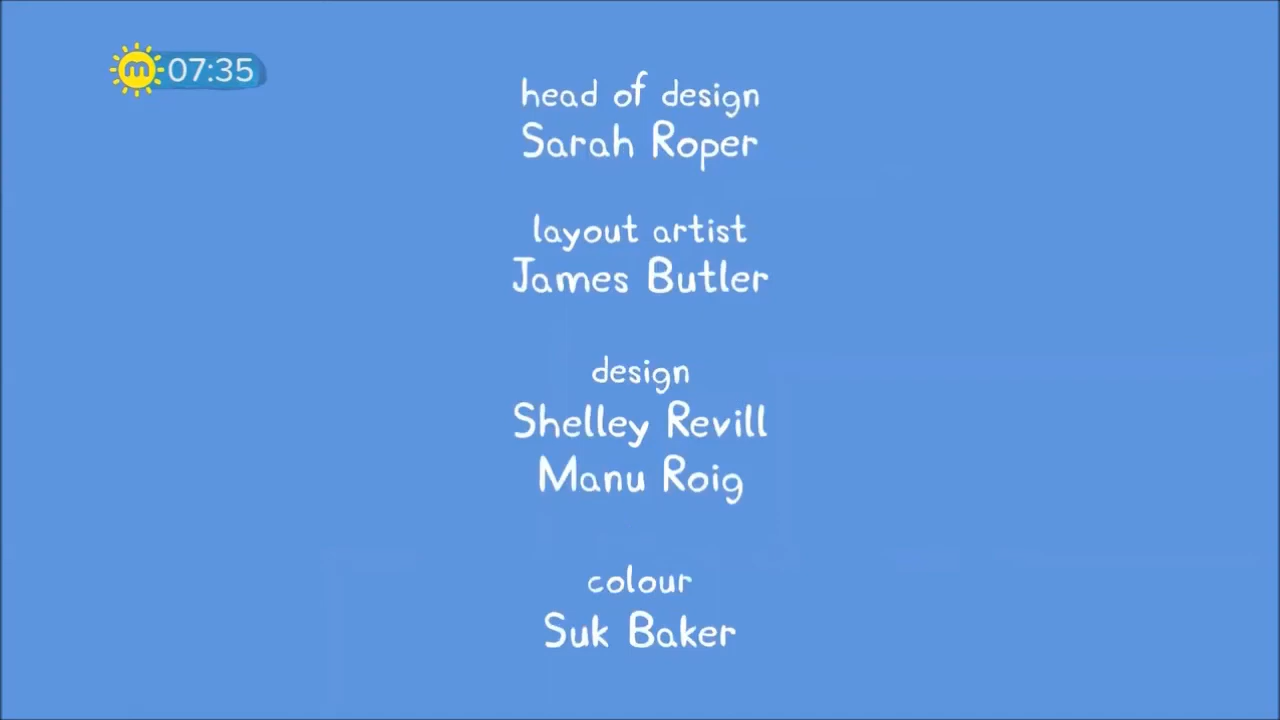 m 07:35
head of design
Sarah Roper
layout artist
James Butler
design
Shelley Revill
Manu Roig
colour
Suk Baker